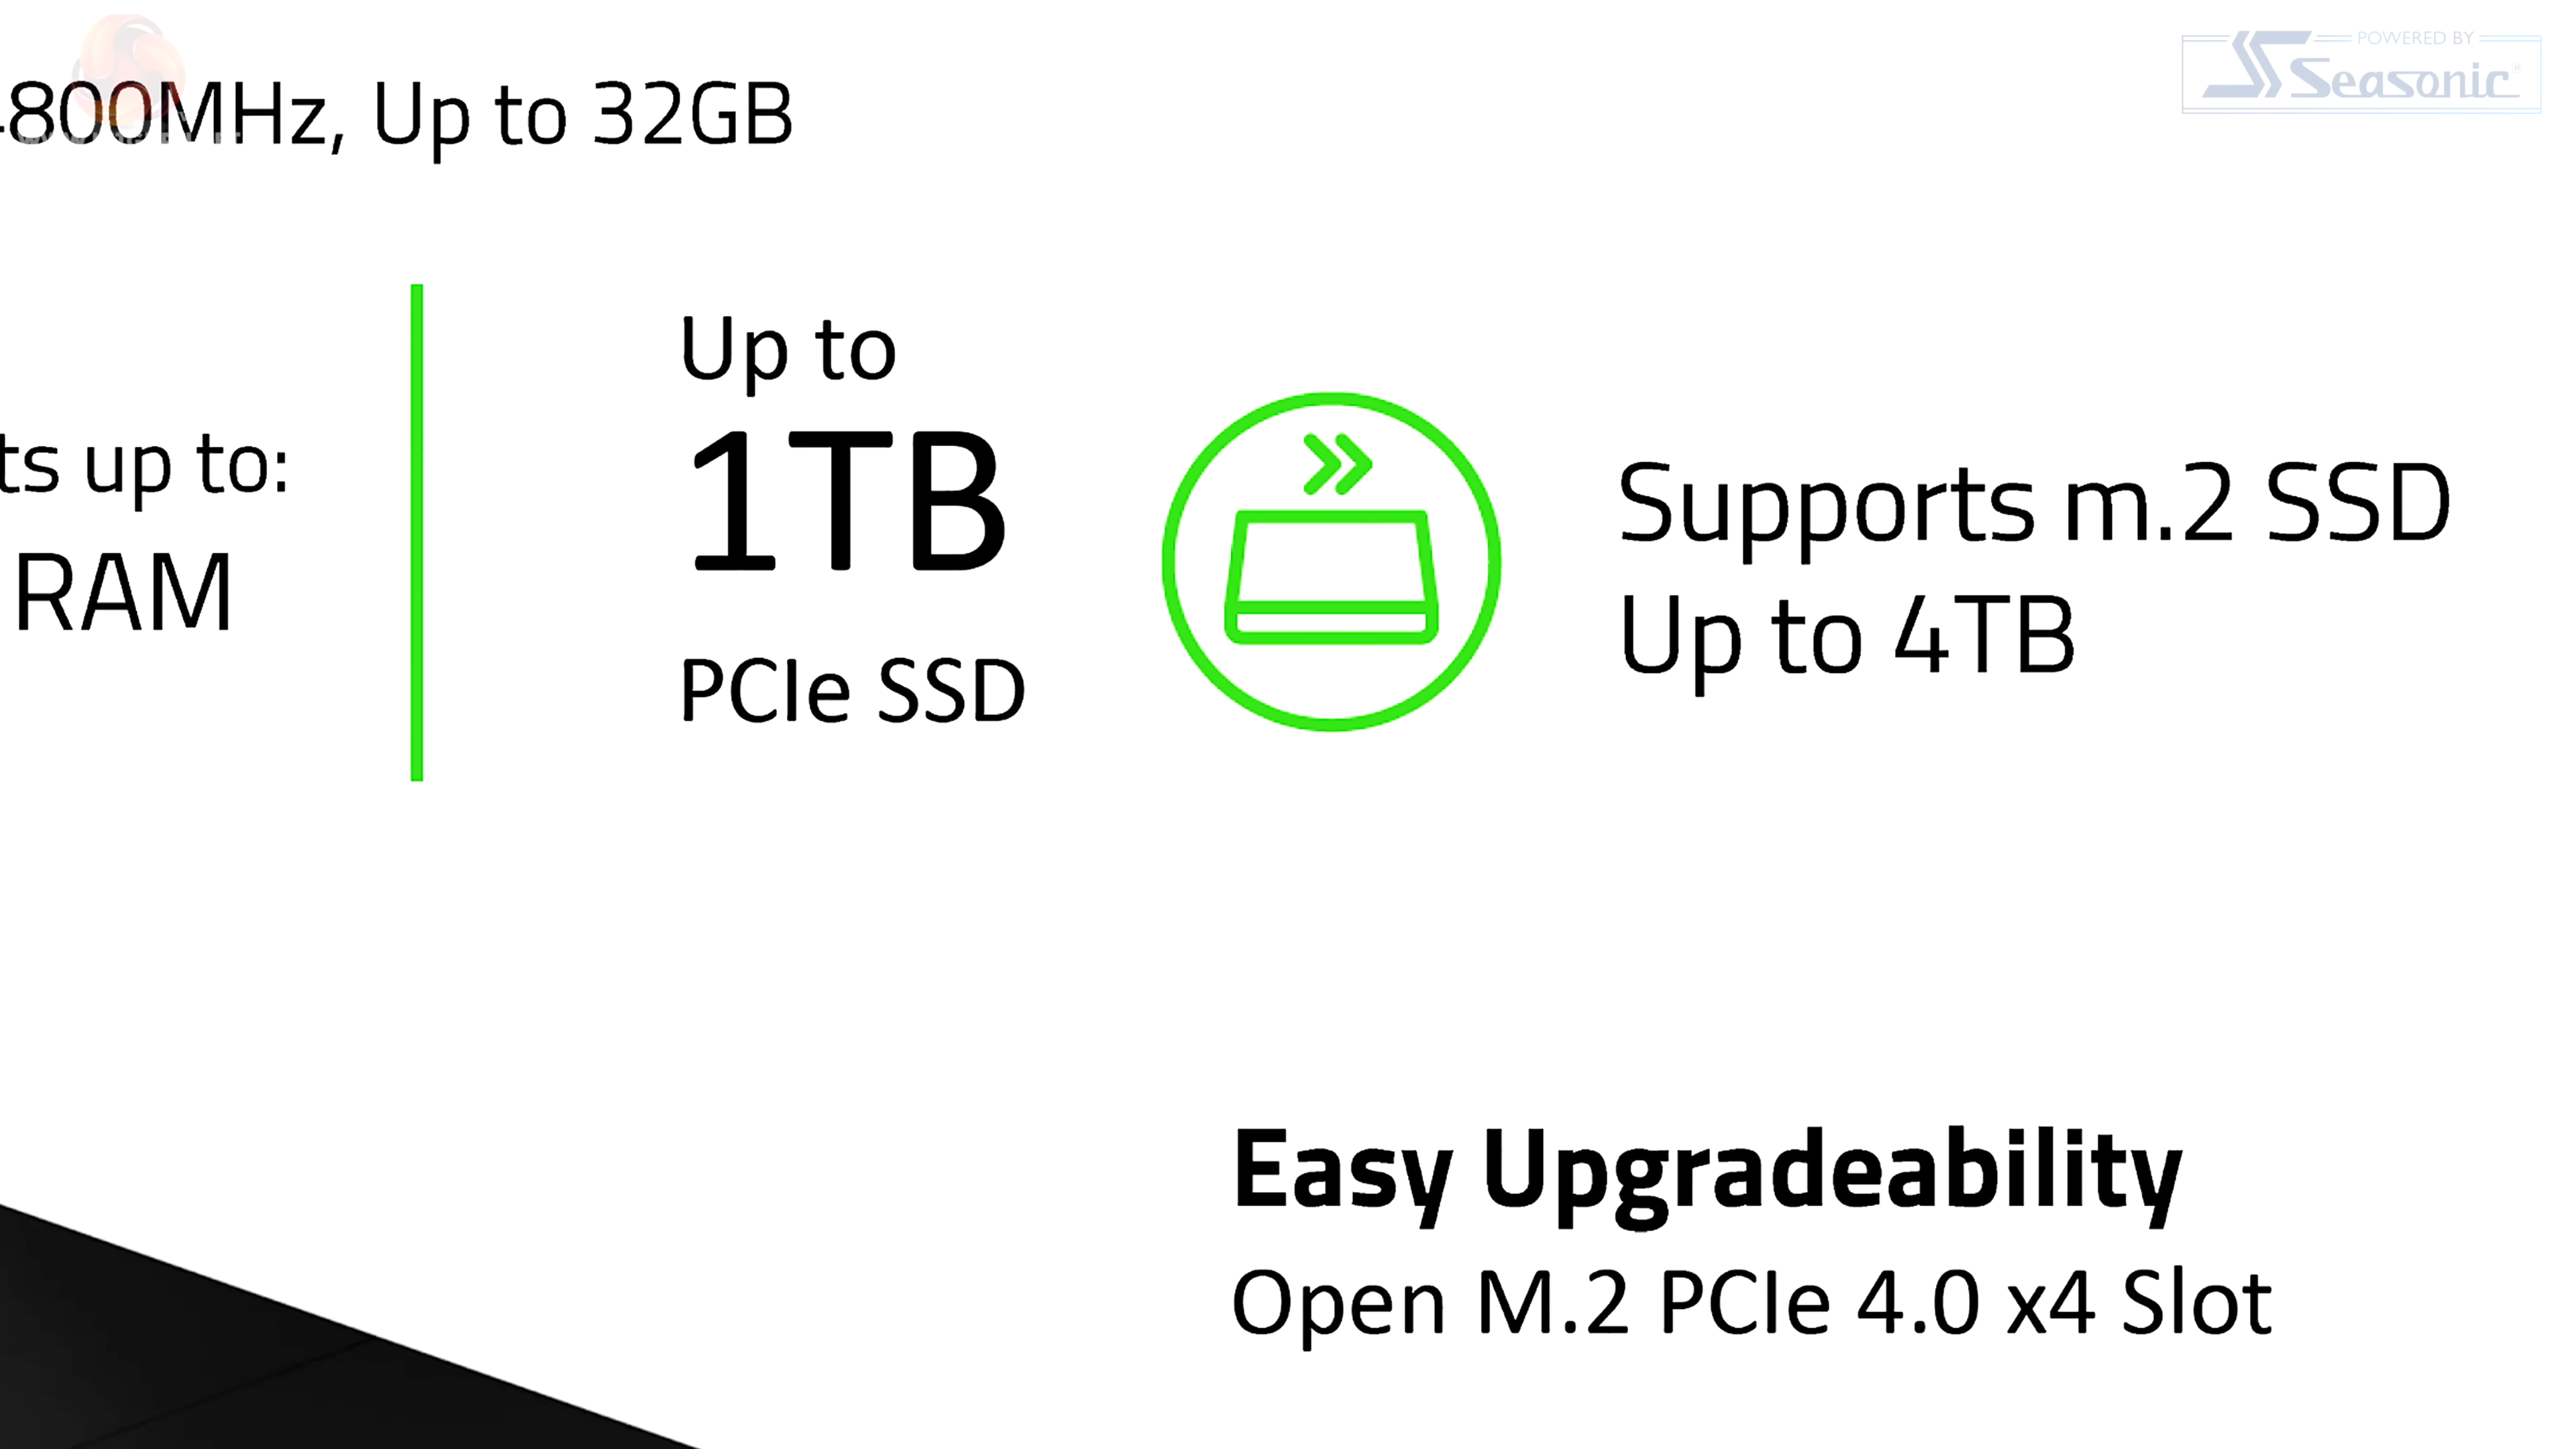 800MHz, Up to 32GB
POWERED BY
Seasonic
ts up to:
RAM
Up to
1TB
PCIe SSD
Supports m.2 SSD
Up to 4TB
Easy Upgradeability
Open M.2 PCIe 4.0 x4 Slot